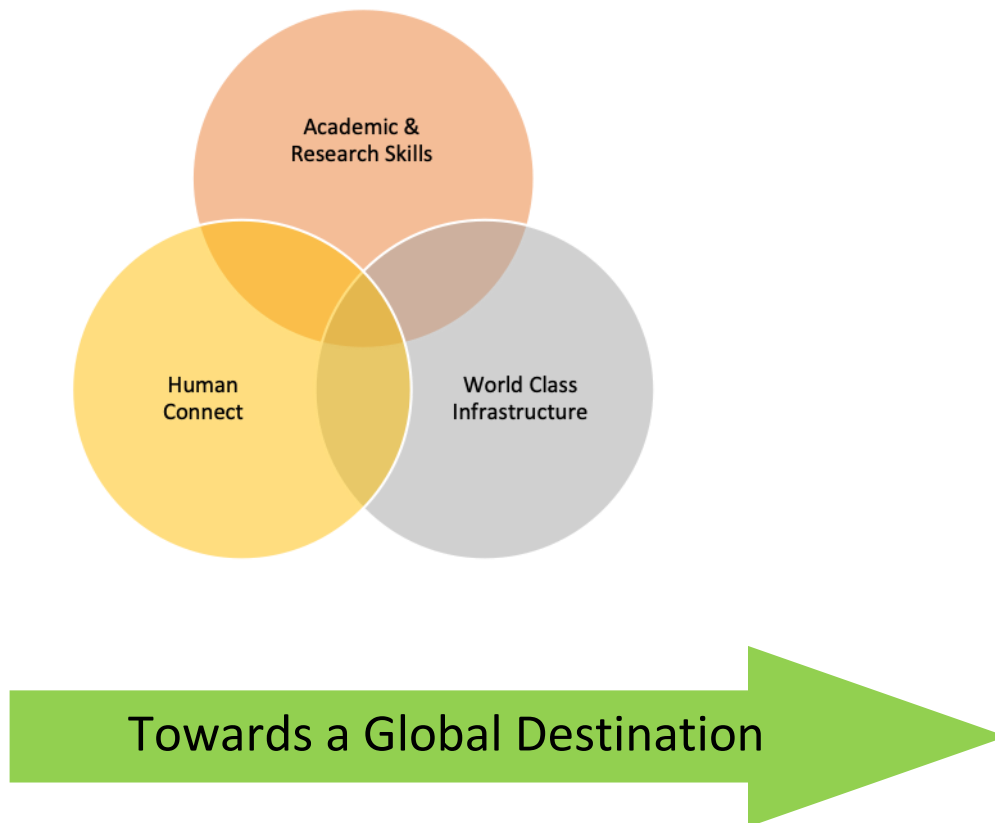 Academic &
Research Skills
Human
Connect
World Class
Infrastructure
Towards a Global Destination